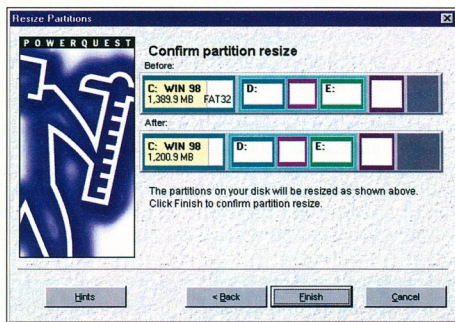 Resize Partitions
POWERQUEST
Confirm partition resize
Before:
C: WIN 98
1,389.9 MB FAT32
D:
E:
After:
C: WIN 98
1,200.9 MB
D:
E:
The partitions on your disk will be resized as shown above.
Click Finish to confirm partition resize.
Hints
< Back
Finish
Cancel